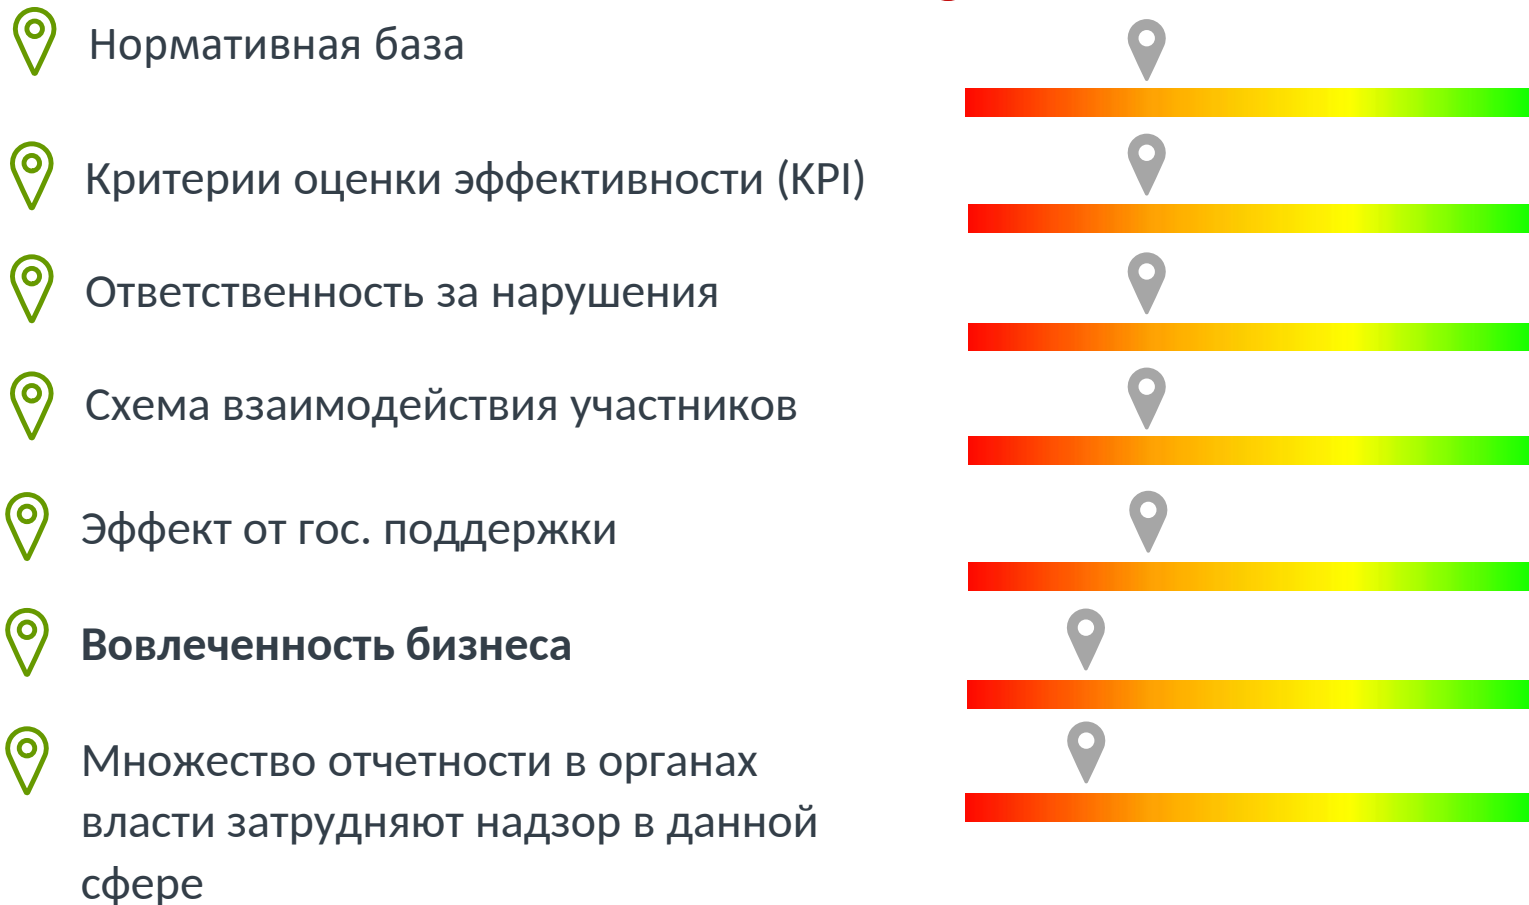 Нормативная база
Критерии оценки эффективности (KPI)
Ответственность за нарушения
Схема взаимодействия участников
Эффект от гос. поддержки
Вовлеченность бизнеса
Множество отчетности в органах
власти затрудняют надзор в данной
сфере